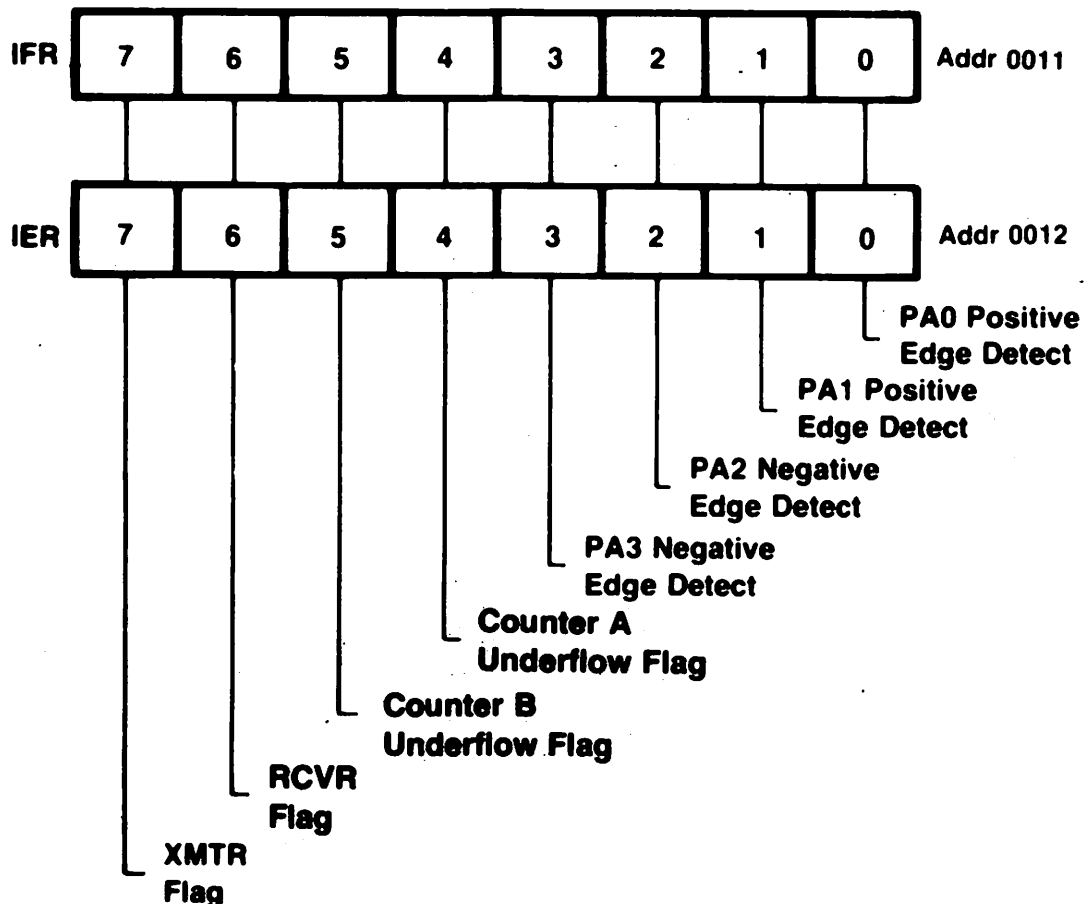 IFR 7 6 5 4 3 2 1 0 Addr 0011
IER 7 6 5 4 3 2 1 0 Addr 0012
PA0 Positive
Edge Detect
PA1 Positive
Edge Detect
PA2 Negative
Edge Detect
PA3 Negative
Edge Detect
Counter A
Underflow Flag
Counter B
Underflow Flag
RCVR
Flag
XMTR
Flag